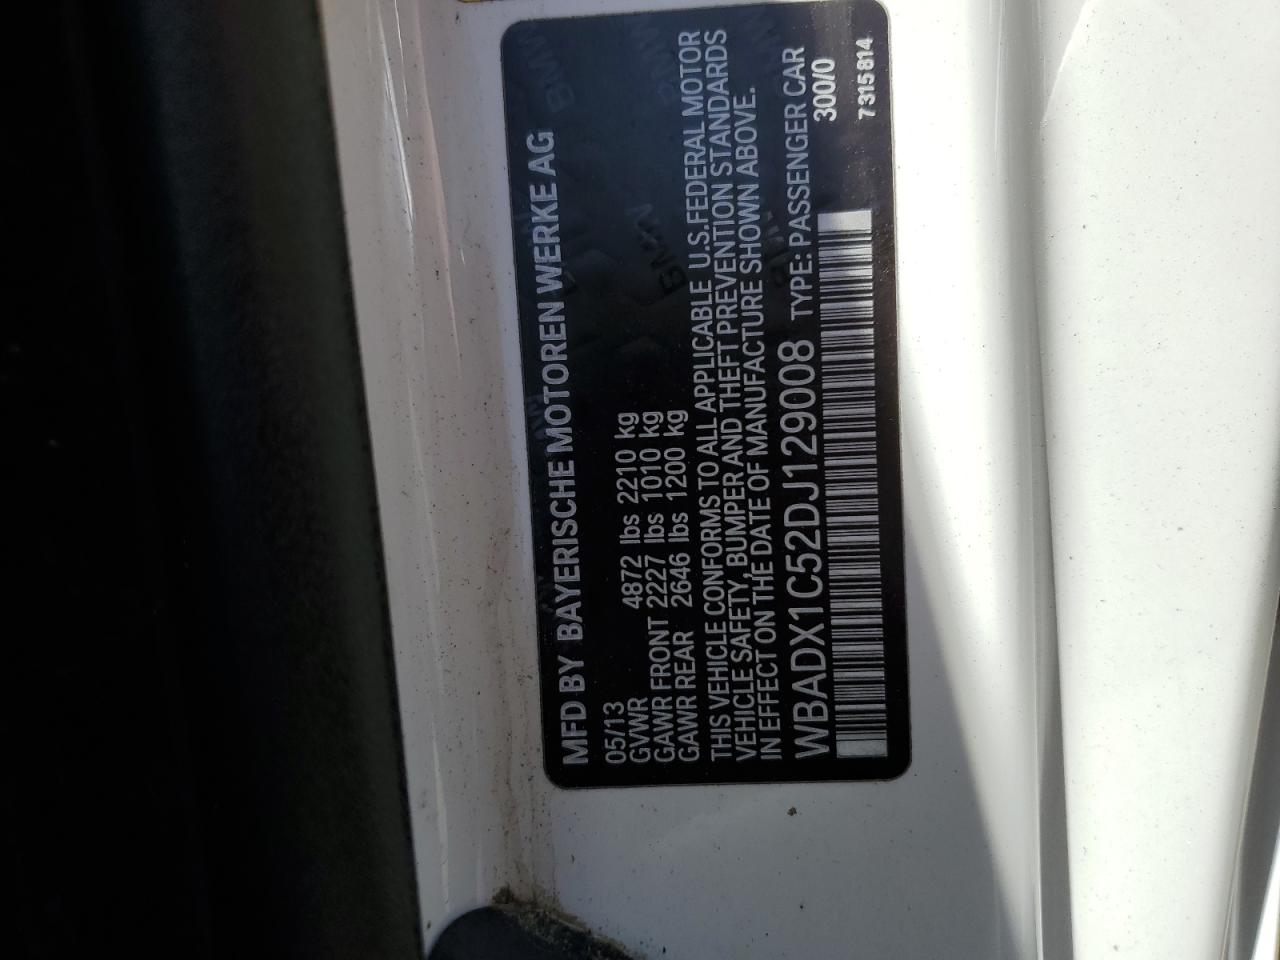 MFD BY BAYERISCHE MOTOREN WERKE AG
05/13
GVWR 4872 lbs 2210 kg
GAWR FRONT 2227 lbs 1010 kg
GAWR REAR 2646 lbs 1200 kg
THIS VEHICLE CONFORMS TO ALL APPLICABLE U.S.FEDERAL MOTOR
VEHICLE SAFETY, BUMPER AND THEFT PREVENTION STANDARDS
IN EFFECT ON THE DATE OF MANUFACTURE SHOWN ABOVE.
WBADX1C52DJ129008 TYPE: PASSENGER CAR
300/0
7315814